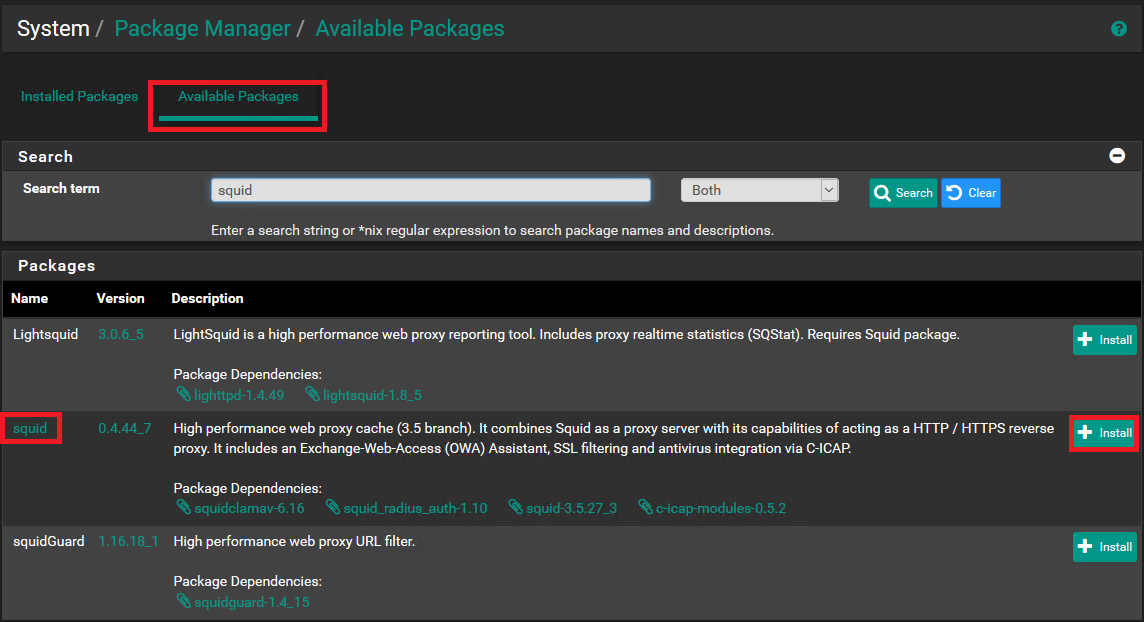 System / Package Manager / Available Packages
Installed Packages Available Packages
Search
Search term squid Both Search Clear
Enter a search string or *nix regular expression to search package names and descriptions.
Packages
Name Version Description
Lightsquid 3.0.6_5 LightSquid is a high performance web proxy reporting tool. Includes proxy realtime statistics (SQStat). Requires Squid package. Install
Package Dependencies:
lighttpd-1.4.49 lightsquid-1.8_5
squid 0.4.44_7 High performance web proxy cache (3.5 branch). It combines Squid as a proxy server with its capabilities of acting as a HTTP / HTTPS reverse Install
proxy. It includes an Exchange-Web-Access (OWA) Assistant, SSL filtering and antivirus integration via C-ICAP.
Package Dependencies:
squidclamav-6.16 squid_radius_auth-1.10 squid-3.5.27_3 c-icap-modules-0.5.2
squidGuard 1.16.18_1 High performance web proxy URL filter. Install
Package Dependencies:
squidguard-1.4_15